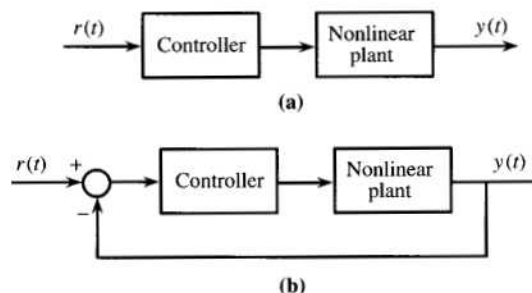 r(t)
Controller
Nonlinear
plant
y(t)
(a)
r(t)
+
−
Controller
Nonlinear
plant
y(t)
(b)